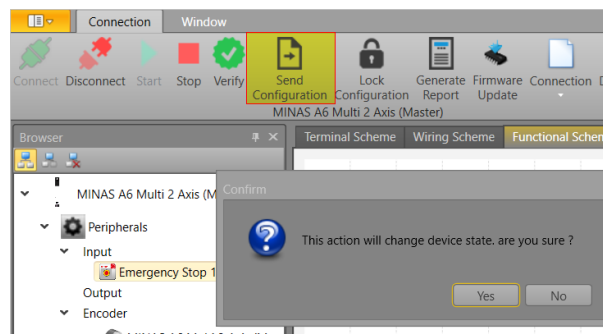 Connection Window
Connect Disconnect Start Stop Verify Send Configuration Lock Configuration Generate Report Firmware Update Connection
MINAS A6 Multi 2 Axis (Master)
Browser
Terminal Scheme Wiring Scheme Functional Schem
MINAS A6 Multi 2 Axis (M
Confirm
Peripherals
This action will change device state. are you sure ?
Input
Emergency Stop 1
Output
Yes No
Encoder